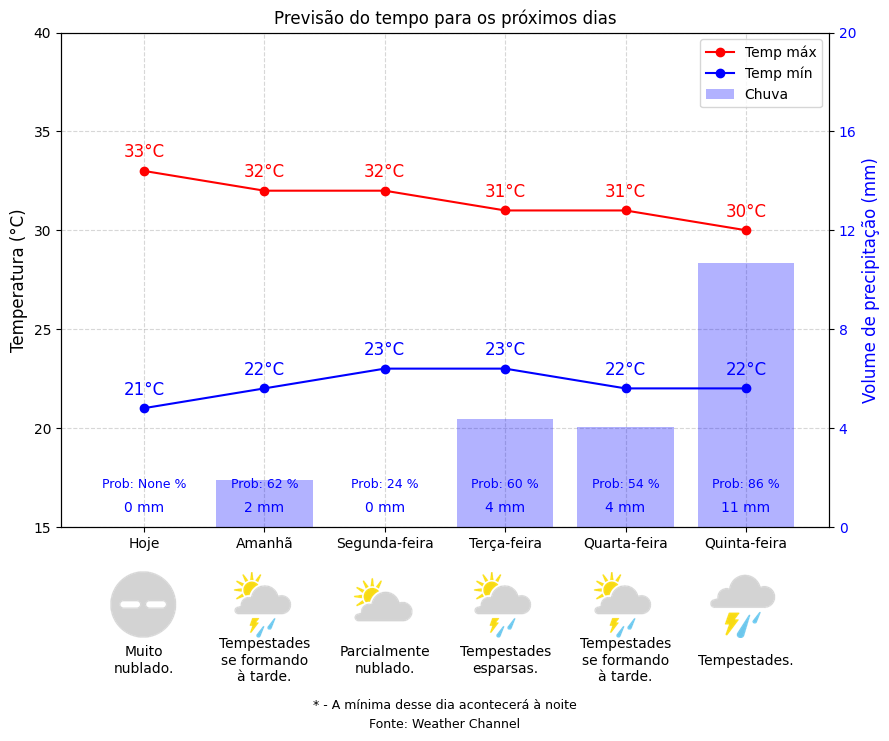 Previsão do tempo para os próximos dias
40
35
30
25
20
15
Temperatura (°C)
20
16
12
8
4
0
Volume de precipitação (mm)
Temp máx
Temp mín
Chuva
33°C 32°C 32°C 31°C 31°C 30°C
21°C 22°C 23°C 23°C 22°C 22°C
Prob: None % Prob: 62 % Prob: 24 % Prob: 60 % Prob: 54 % Prob: 86 %
0 mm 2 mm 0 mm 4 mm 4 mm 11 mm
Hoje Amanhã Segunda-feira Terça-feira Quarta-feira Quinta-feira
Muito
nublado.
Tempestades
se formando
à tarde.
Parcialmente
nublado.
Tempestades
esparsas.
Tempestades
se formando
à tarde.
Tempestades.
* - A mínima desse dia acontecerá à noite
Fonte: Weather Channel